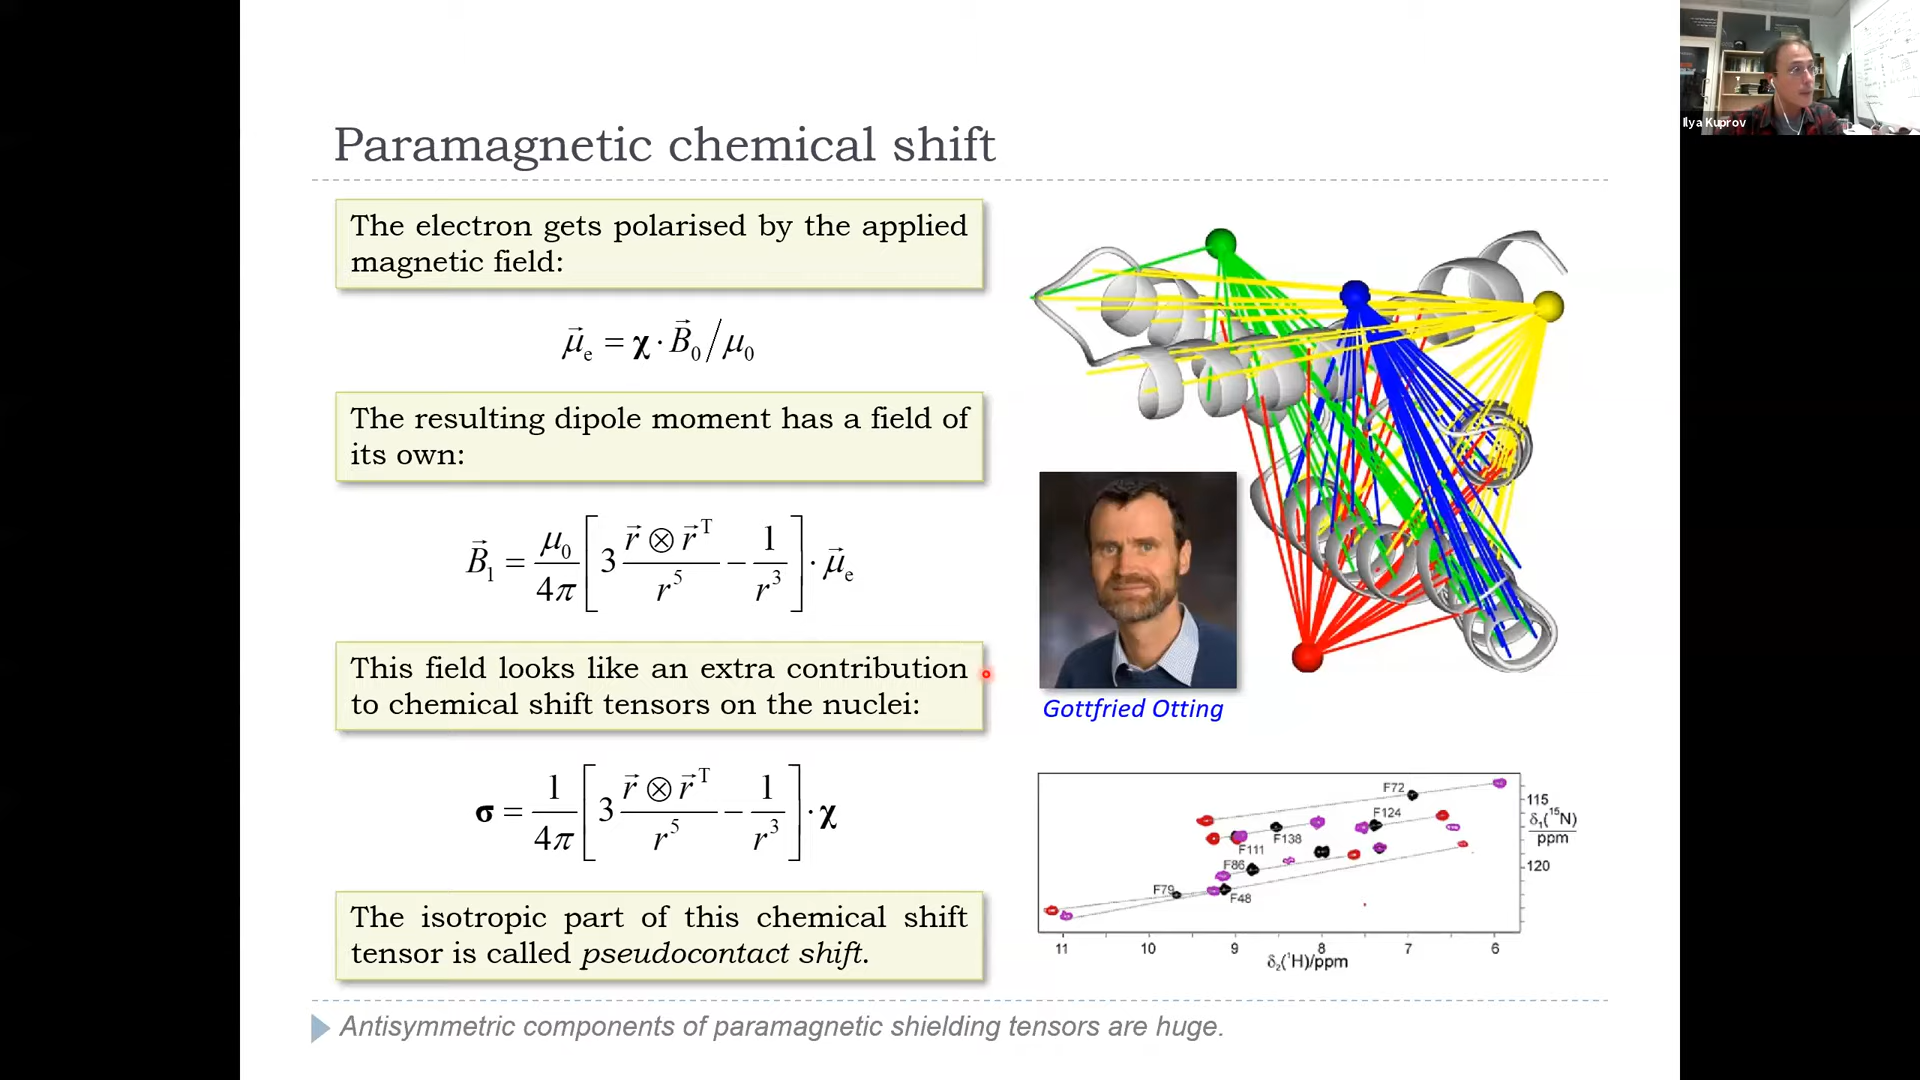 Ilya Kuprov
Paramagnetic chemical shift
The electron gets polarised by the applied
magnetic field:
μ⃗ₑ = χ · B⃗₀/μ₀
The resulting dipole moment has a field of
its own:
B⃗₁ = μ₀/4π [3 r⃗ ⊗ r⃗ᵀ/r⁵ − 1/r³] · μ⃗ₑ
This field looks like an extra contribution
to chemical shift tensors on the nuclei:
σ = 1/4π [3 r⃗ ⊗ r⃗ᵀ/r⁵ − 1/r³] · χ
The isotropic part of this chemical shift
tensor is called pseudocontact shift.
Gottfried Otting
F72
F124
F138
F111
F86
F79
F48
115
δ₁(¹⁵N)
ppm
120
11 10 9 8 7 6
δ₂(¹H)/ppm
Antisymmetric components of paramagnetic shielding tensors are huge.